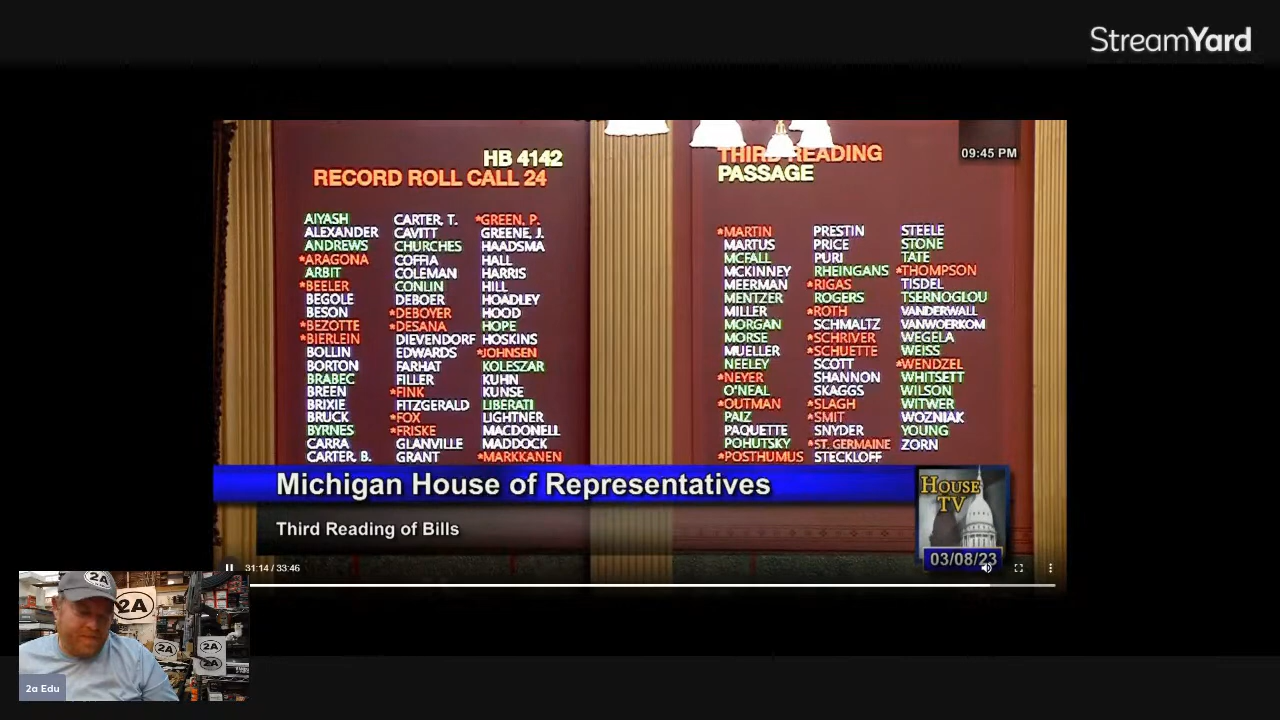 StreamYard
HB 4142
RECORD ROLL CALL 24
AIYASH CARTER, T. *GREEN, P.
ALEXANDER CAVITT GREENE, J.
ANDREWS CHURCHES HAADSMA
*ARAGONA COFFIA HALL
ARBIT COLEMAN HARRIS
*BEELER CONLIN HILL
BEGOLE DEBOER HOADLEY
BESON *DEBOYER HOOD
*BEZOTTE *DESANA HOPE
*BIERLEIN DIEVENDORF HOSKINS
BOLLIN EDWARDS *JOHNSEN
BORTON FARHAT KOLESZAR
BRABEC FILLER KUHN
BREEN *FINK KUNSE
BRIXIE FITZGERALD LIBERATI
BRUCK *FOX LIGHTNER
BYRNES *FRISKE MACDONELL
CARRA GLANVILLE MADDOCK
CARTER, B. GRANT *MARKKANEN
THIRD READING
PASSAGE
09:45 PM
*MARTIN PRESTIN STEELE
MARTUS PRICE STONE
MCFALL PURI TATE
MCKINNEY RHEINGANS *THOMPSON
MEERMAN *RIGAS TISDEL
MENTZER ROGERS TSERNOGLOU
MILLER *ROTH VANDERWALL
MORGAN SCHMALTZ VANWOERKOM
MORSE *SCHRIVER WEGELA
MUELLER *SCHUETTE WEISS
NEELEY SCOTT *WENDZEL
*NEYER SHANNON WHITSETT
O'NEAL SKAGGS WILSON
*OUTMAN *SLAGH WITWER
PAIZ *SMIT WOZNIAK
PAQUETTE SNYDER YOUNG
POHUTSKY *ST. GERMAINE ZORN
*POSTHUMUS STECKLOFF
Michigan House of Representatives
Third Reading of Bills
HOUSE
TV
03/08/23
31:14 / 33:46
2A
2A
2A
2A
2A
2a Edu